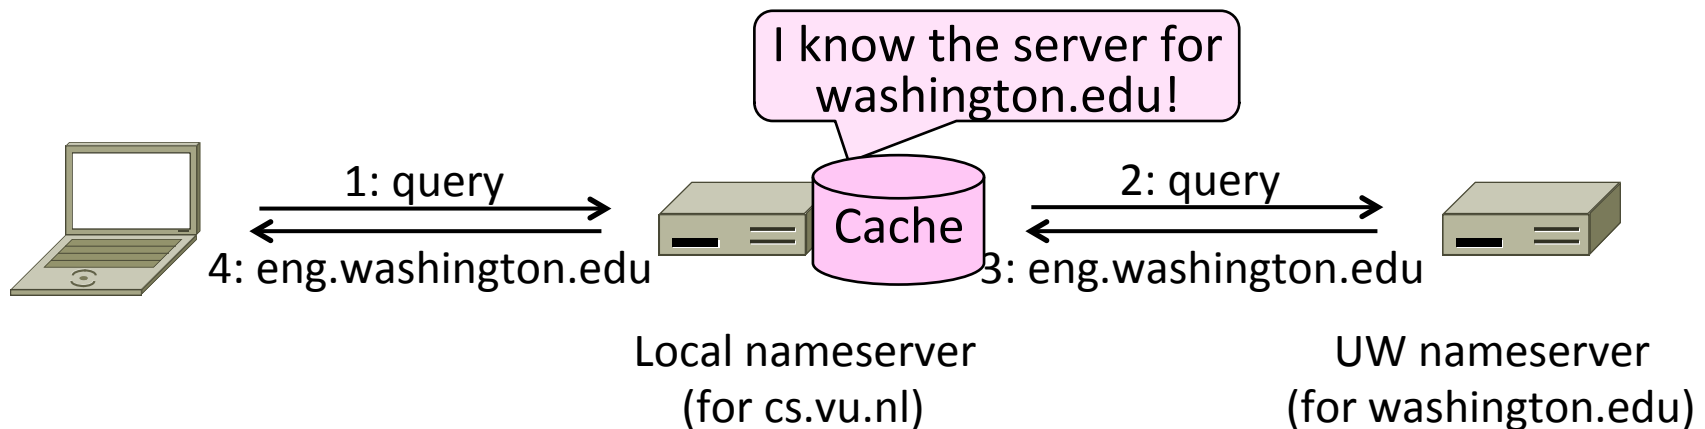 I know the server for
washington.edu!
1: query
2: query
Cache
4: eng.washington.edu
3: eng.washington.edu
Local nameserver
(for cs.vu.nl)
UW nameserver
(for washington.edu)